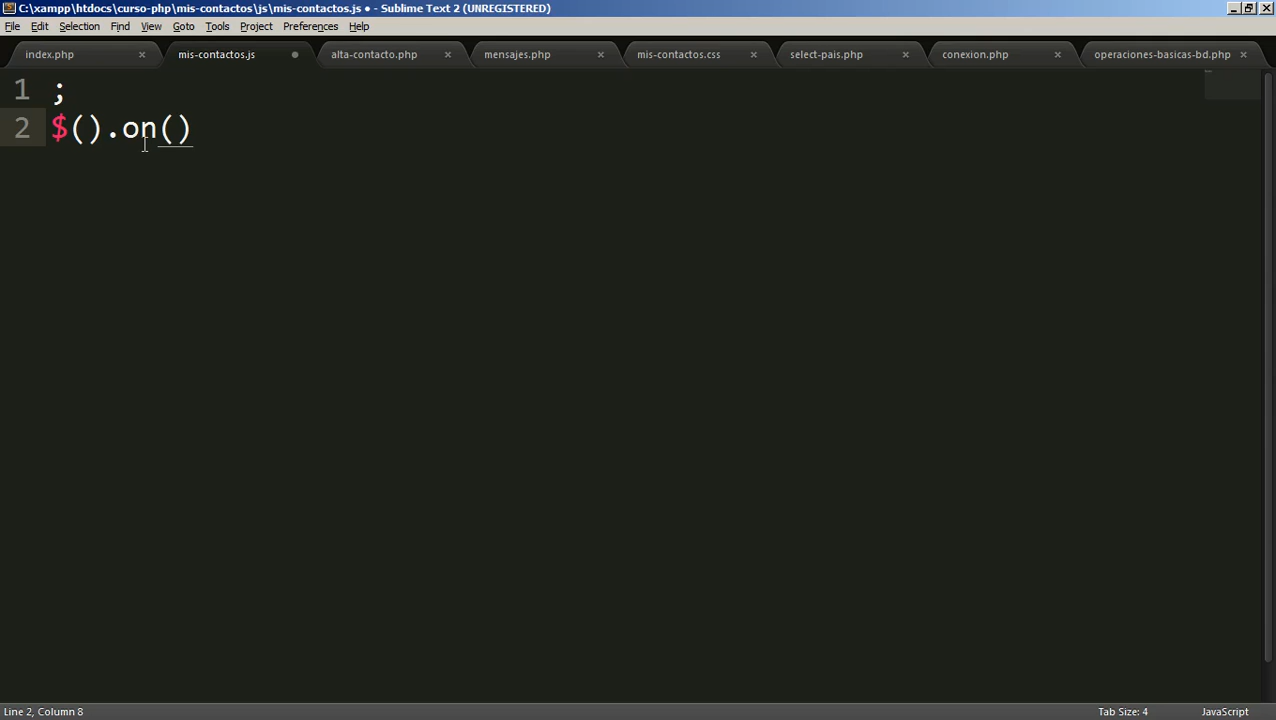 C:\xampp\htdocs\curso-php\mis-contactos\js\mis-contactos.js • - Sublime Text 2 (UNREGISTERED)
File Edit Selection Find View Goto Tools Project Preferences Help
index.php × mis-contactos.js alta-contacto.php × mensajes.php × mis-contactos.css × select-pais.php × conexion.php × operaciones-basicas-bd.php ×
1 ;
2 $().on()
Line 2, Column 8 Tab Size: 4 JavaScript